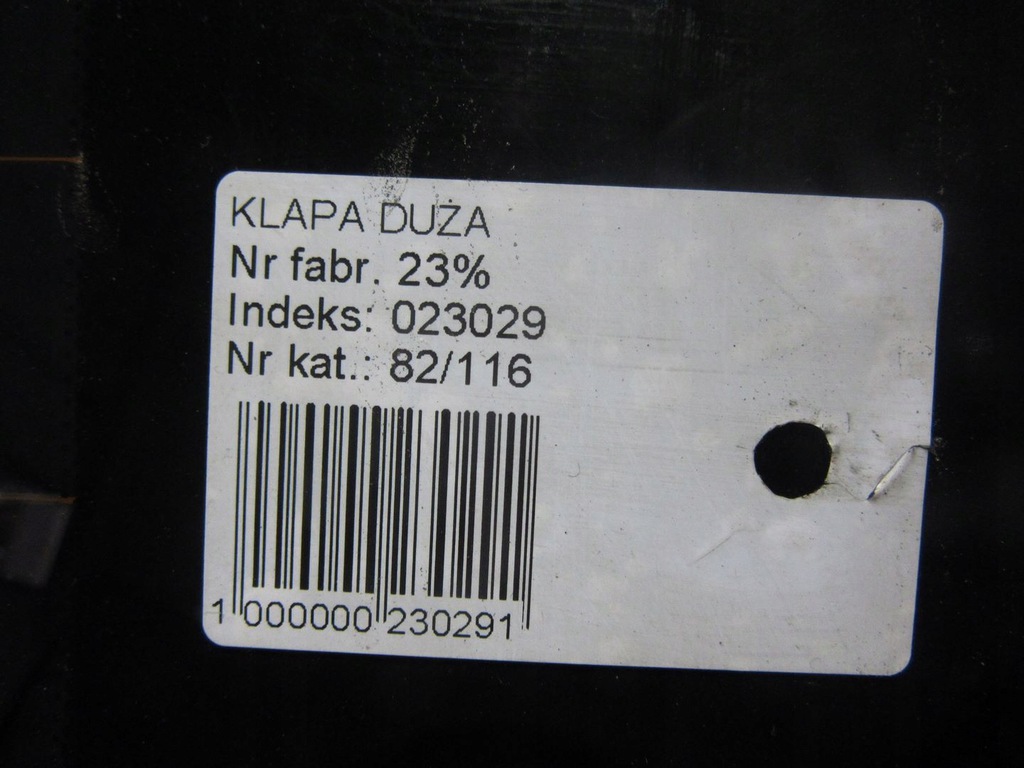 KLAPA DUŻA
Nr fabr. 23%
Indeks: 023029
Nr kat.: 82/116
1 000000 230291